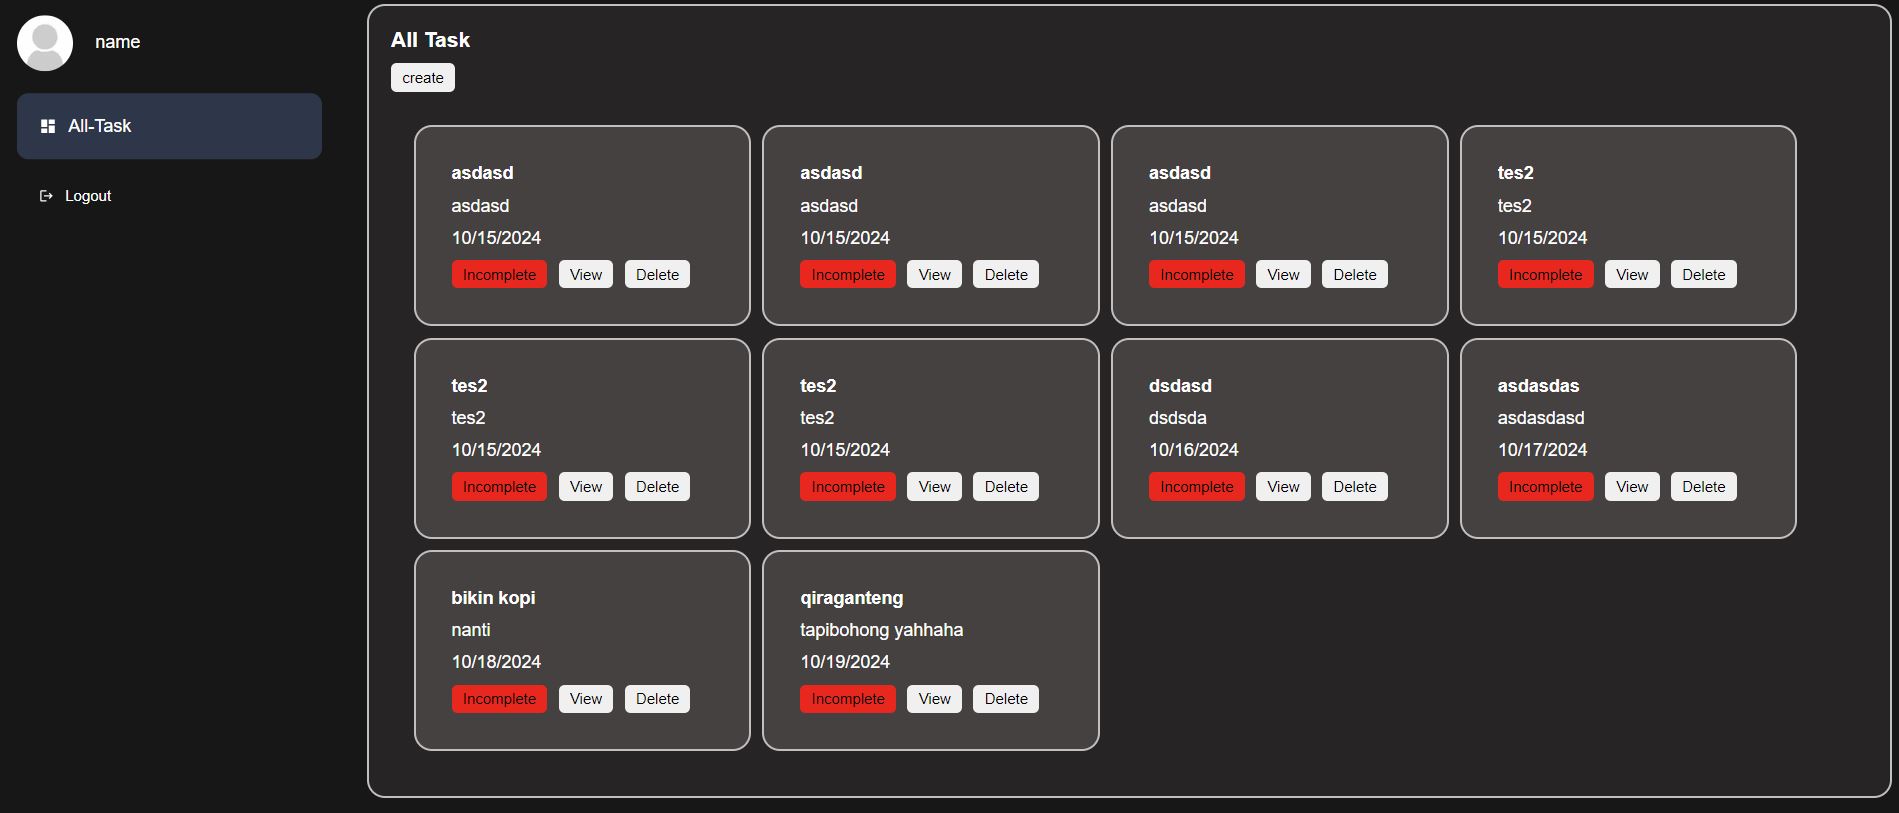 name
All-Task
Logout
All Task
create
asdasd
asdasd
10/15/2024
Incomplete View Delete
asdasd
asdasd
10/15/2024
Incomplete View Delete
asdasd
asdasd
10/15/2024
Incomplete View Delete
tes2
tes2
10/15/2024
Incomplete View Delete
tes2
tes2
10/15/2024
Incomplete View Delete
tes2
tes2
10/15/2024
Incomplete View Delete
dsdasd
dsdsda
10/16/2024
Incomplete View Delete
asdasdas
asdasdasd
10/17/2024
Incomplete View Delete
bikin kopi
nanti
10/18/2024
Incomplete View Delete
qiraganteng
tapibohong yahhaha
10/19/2024
Incomplete View Delete